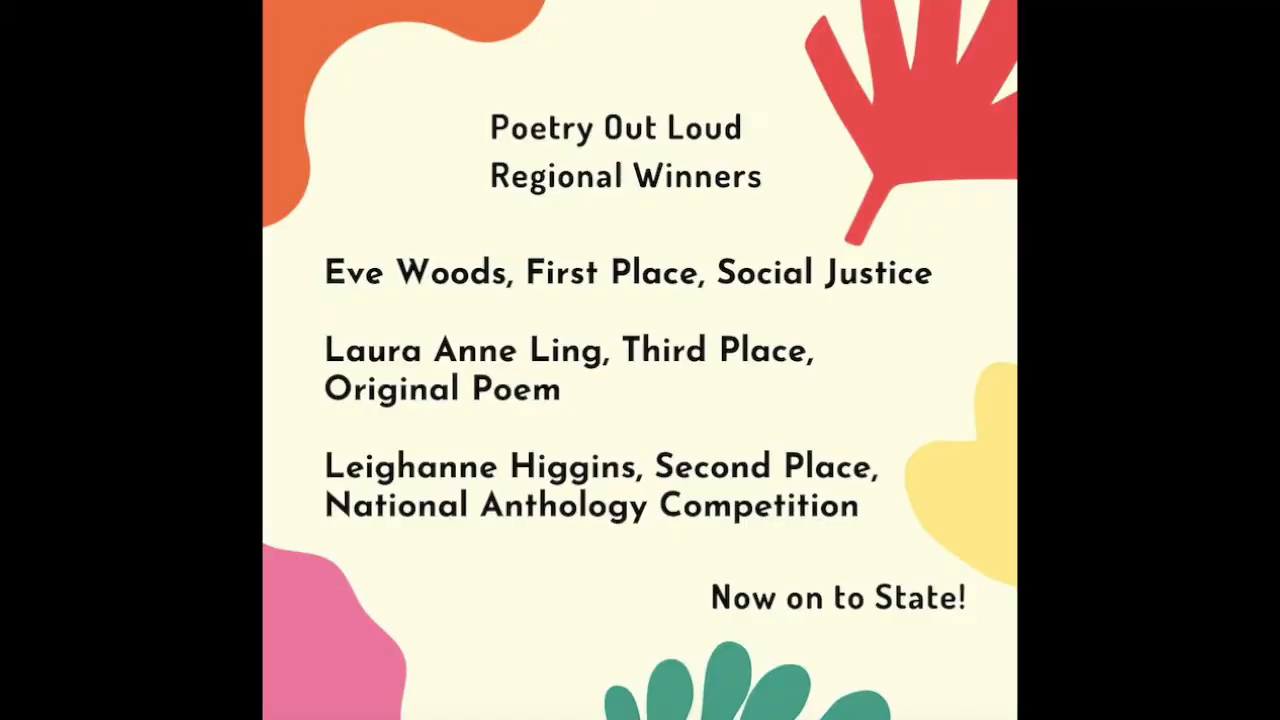 Poetry Out Loud
Regional Winners
Eve Woods, First Place, Social Justice
Laura Anne Ling, Third Place,
Original Poem
Leighanne Higgins, Second Place,
National Anthology Competition
Now on to State!